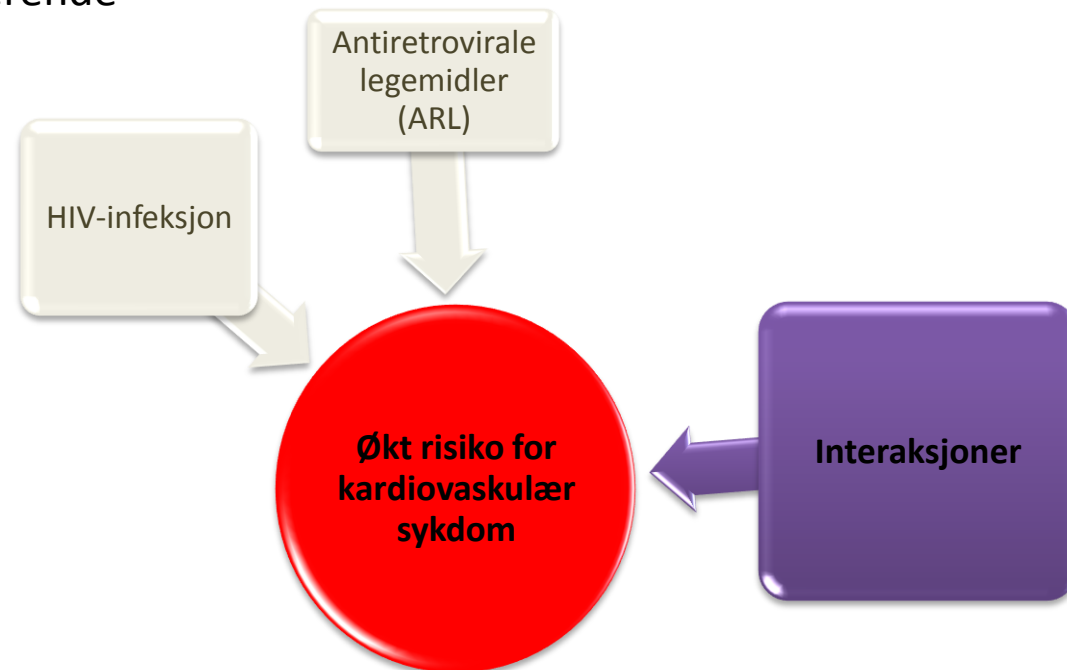 Antiretrovirale
legemidler
(ARL)
HIV-infeksjon
Økt risiko for
kardiovaskulær
sykdom
Interaksjoner